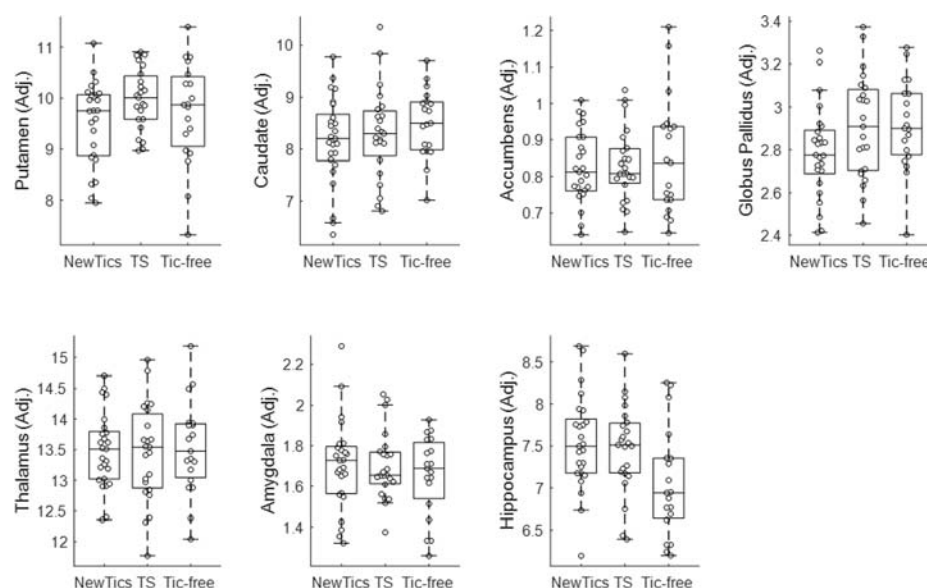 Putamen (Adj.)
11
10
9
8
NewTics TS Tic-free
Caudate (Adj.)
10
9
8
7
NewTics TS Tic-free
Accumbens (Adj.)
1.2
1.1
1
0.9
0.8
0.7
NewTics TS Tic-free
Globus Pallidus (Adj.)
3.4
3.2
3
2.8
2.6
2.4
NewTics TS Tic-free
Thalamus (Adj.)
15
14.5
14
13.5
13
12.5
12
NewTics TS Tic-free
Amygdala (Adj.)
2.2
2
1.8
1.6
1.4
NewTics TS Tic-free
Hippocampus (Adj.)
8.5
8
7.5
7
6.5
NewTics TS Tic-free